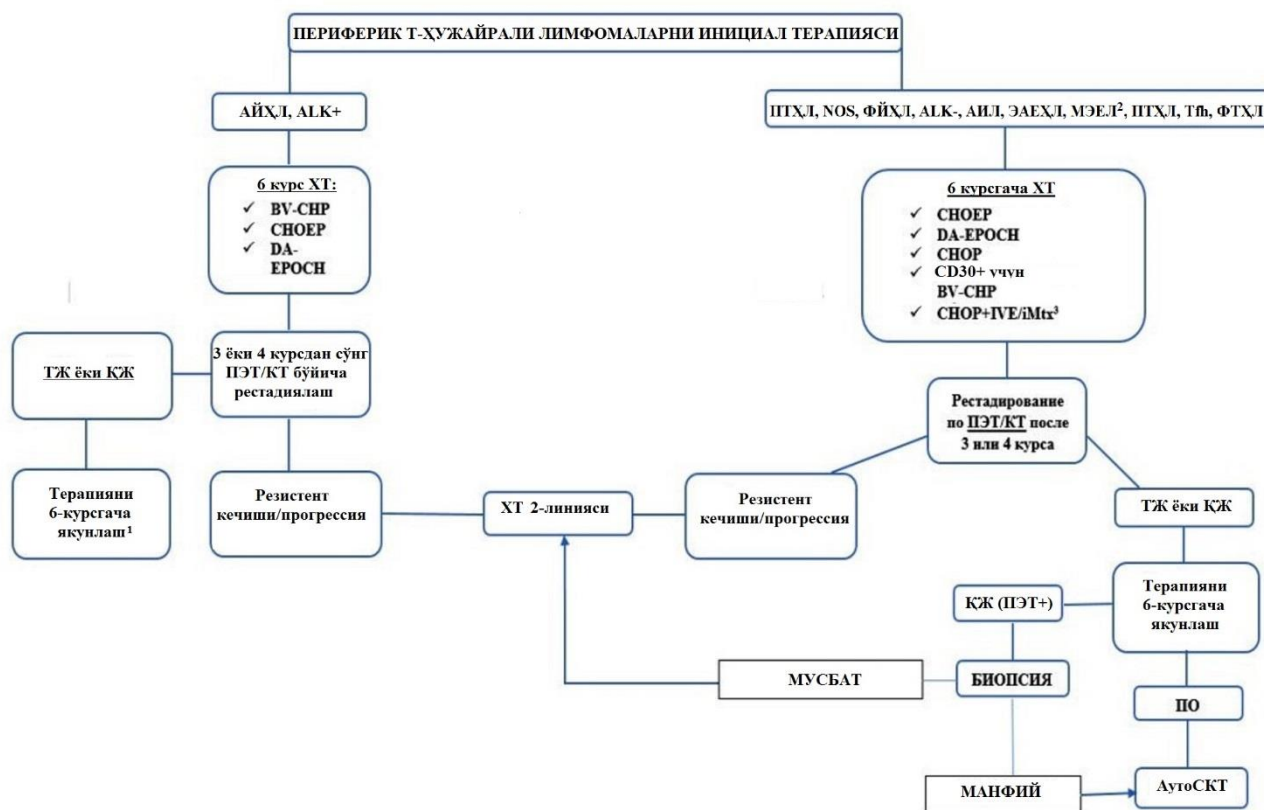 ПЕРИФЕРИК Т-ҲУЖАЙРАЛИ ЛИМФОМАЛАРНИ ИНИЦИАЛ ТЕРАПИЯСИ
АЙҲЛ, ALK+
ПТҲЛ, NOS, ФЙҲЛ, ALK-, АИЛ, ЭАЕҲЛ, МЭЕЛ², ПТҲЛ, Tfh, ФТҲЛ
6 курс ХТ:
✓ BV-CHP
✓ CHOEP
✓ DA-
EPOCH
6 курсгача ХТ
✓ CHOEP
✓ DA-EPOCH
✓ CHOP
✓ CD30+ учун
BV-CHP
✓ CHOP+IVE/iMtx³
ТЖ ёки ҚЖ
3 ёки 4 курсдан сўнг
ПЭТ/КТ бўйича
рестадиялаш
Рестадирование
по ПЭТ/КТ после
3 или 4 курса
Терапияни
6-курсгача
якунлаш¹
Резистент
кечиши/прогрессия
ХТ 2-линияси
Резистент
кечиши/прогрессия
ТЖ ёки ҚЖ
ҚЖ (ПЭТ+)
Терапияни
6-курсгача
якунлаш
МУСБАТ
БИОПСИЯ
ПО
МАНФИЙ
АутоСКТ